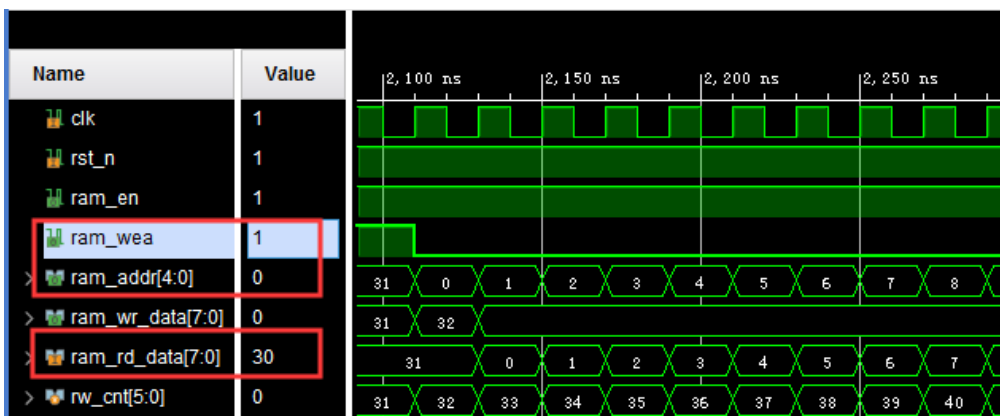 Name Value 2,100 ns 2,150 ns 2,200 ns 2,250 ns
clk 1
rst_n 1
ram_en 1
ram_wea 1
ram_addr[4:0] 0 31 0 1 2 3 4 5 6 7 8
ram_wr_data[7:0] 0 31 32
ram_rd_data[7:0] 30 31 0 1 2 3 4 5 6 7
rw_cnt[5:0] 0 31 32 33 34 35 36 37 38 39 40